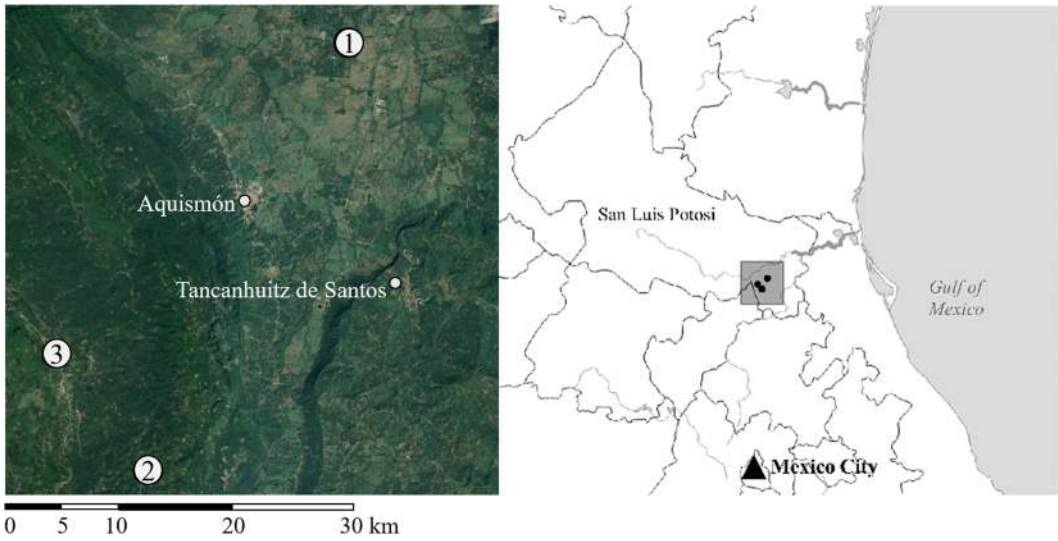 1
Aquismón
Tancanhuitz de Santos
3
2
0 5 10 20 30 km
San Luis Potosi
Gulf of
Mexico
Mexico City